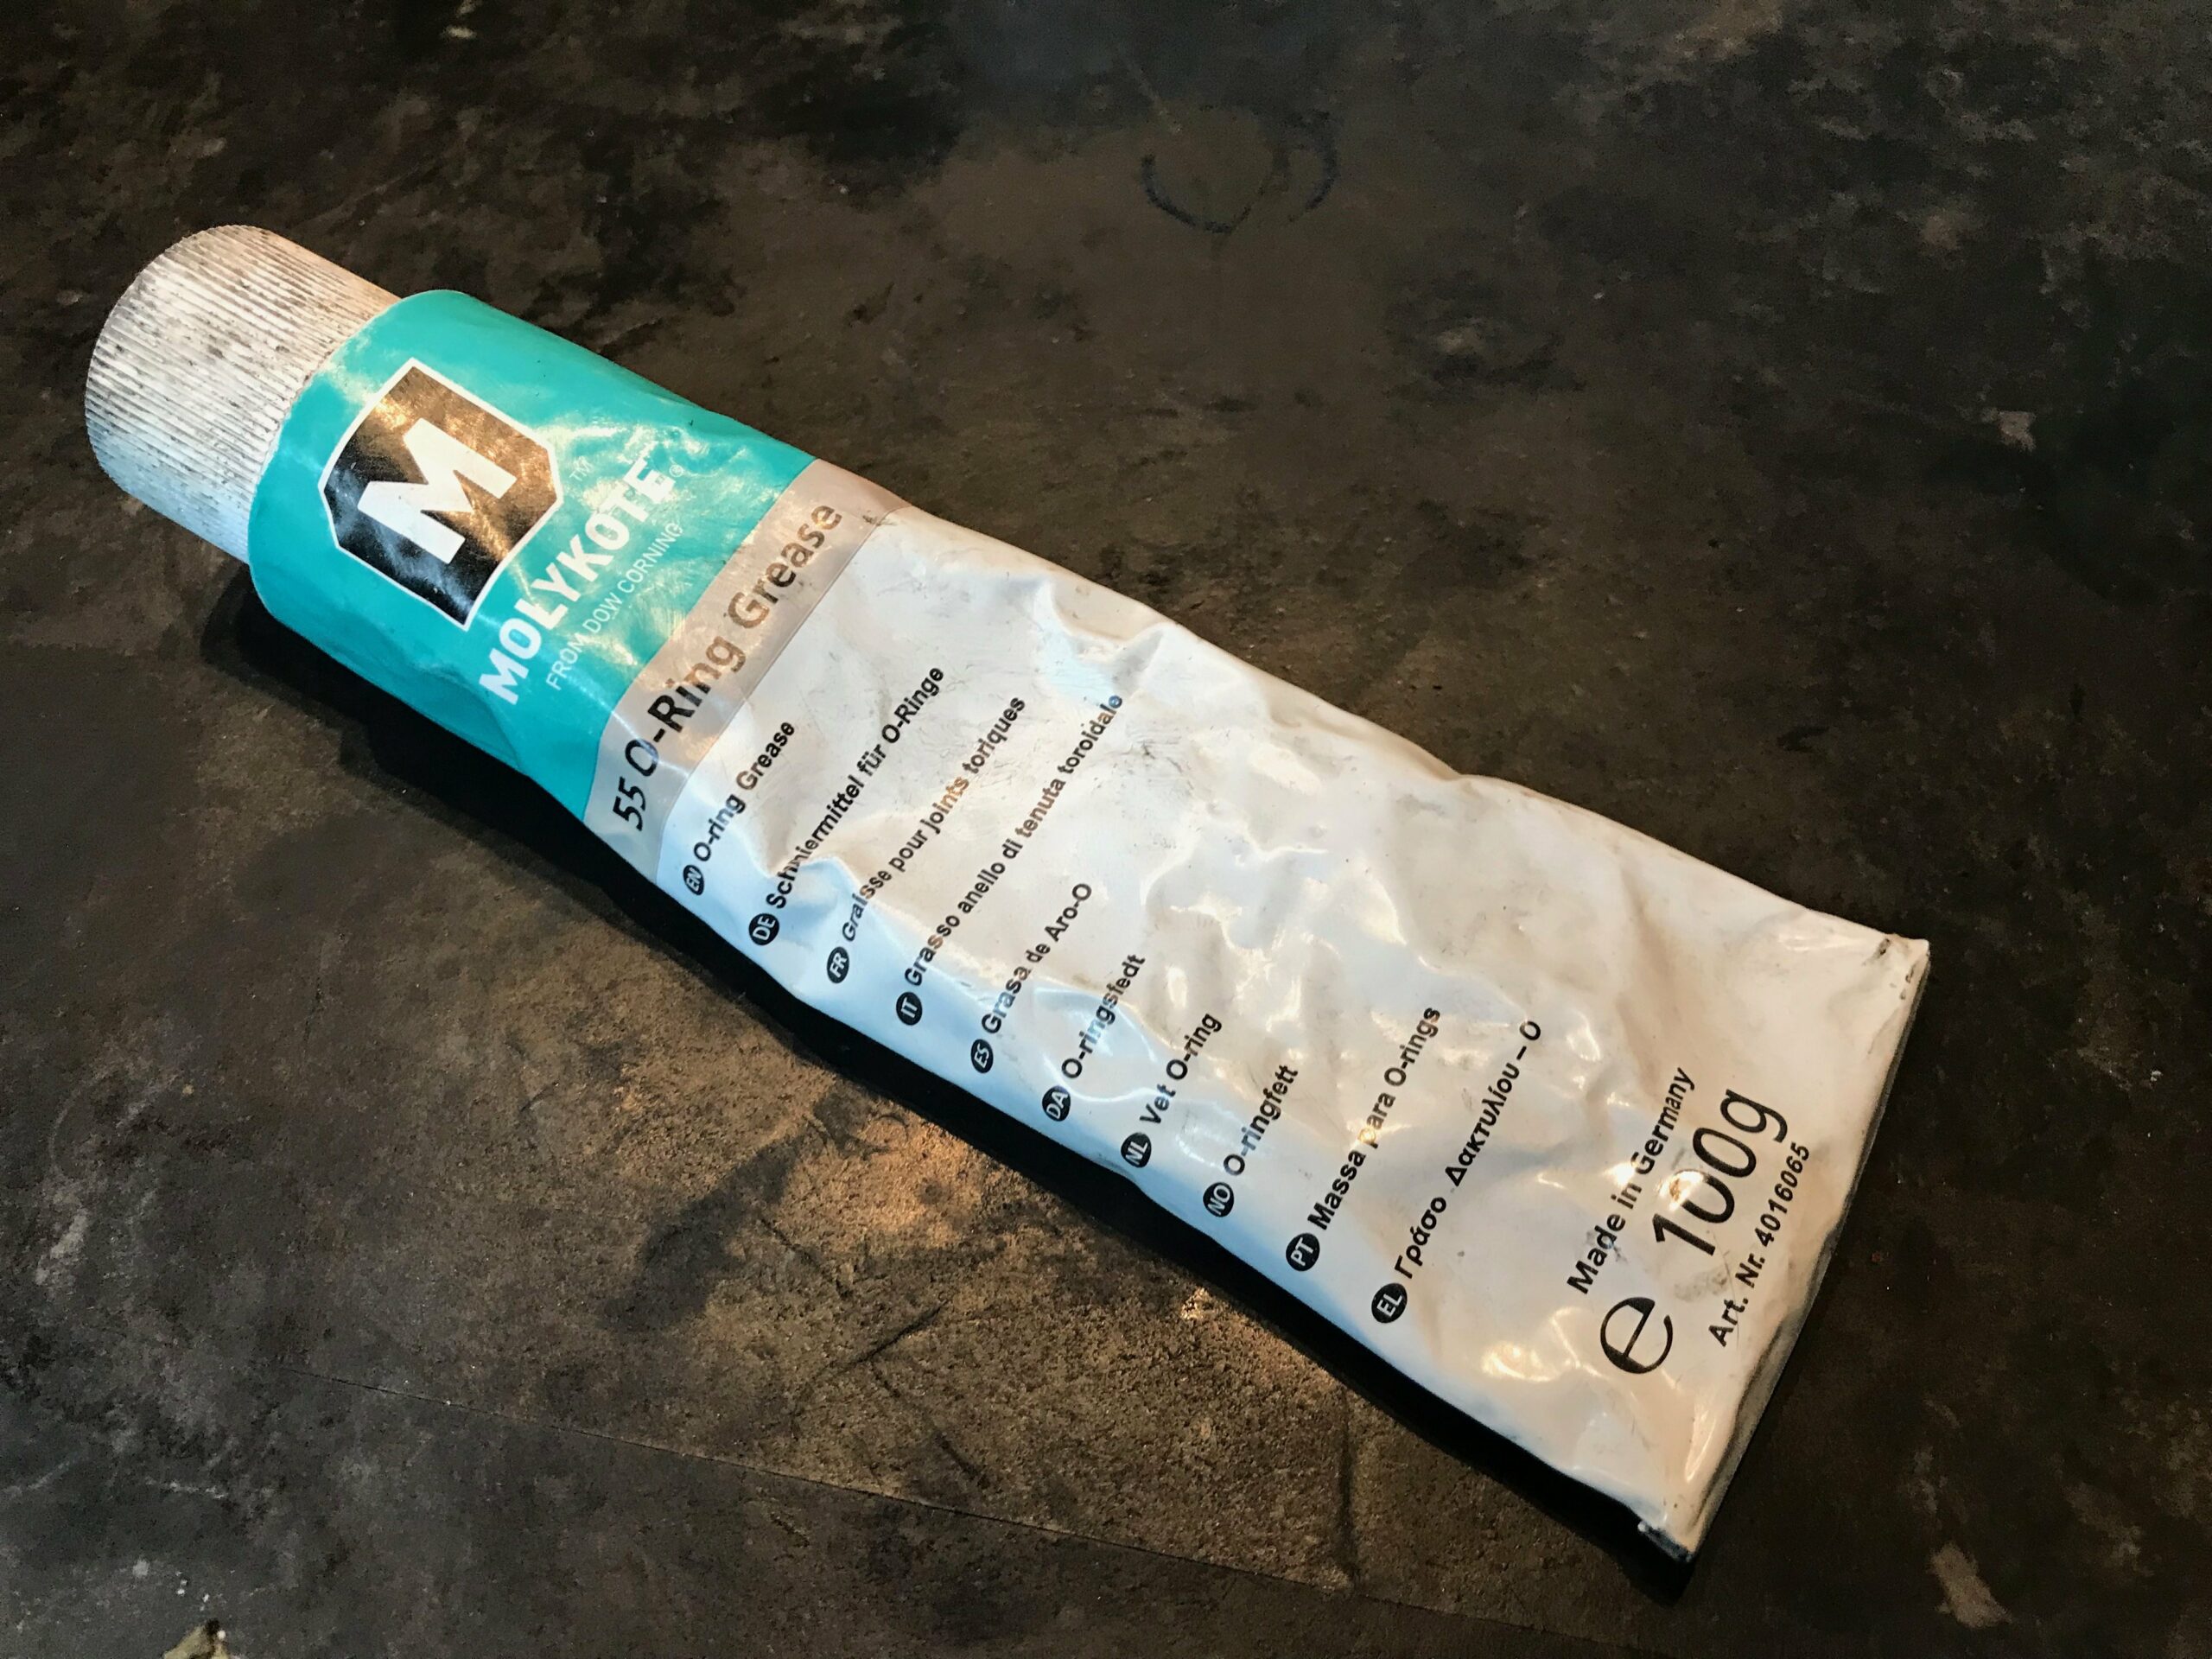 M
TM
MOLYKOTE®
FROM DOW CORNING
55 O-Ring Grease
EN O-ring Grease
DE Schmiermittel für O-Ringe
FR Graisse pour joints toriques
IT Grasso anello di tenuta toroidale
ES Grasa de Aro-O
DA O-ringsfedt
NL Vet O-ring
NO O-ringfett
PT Massa para O-rings
EL Γράσο Δακτυλίου – Ο
Made in Germany
e 100g
Art. Nr. 4016065